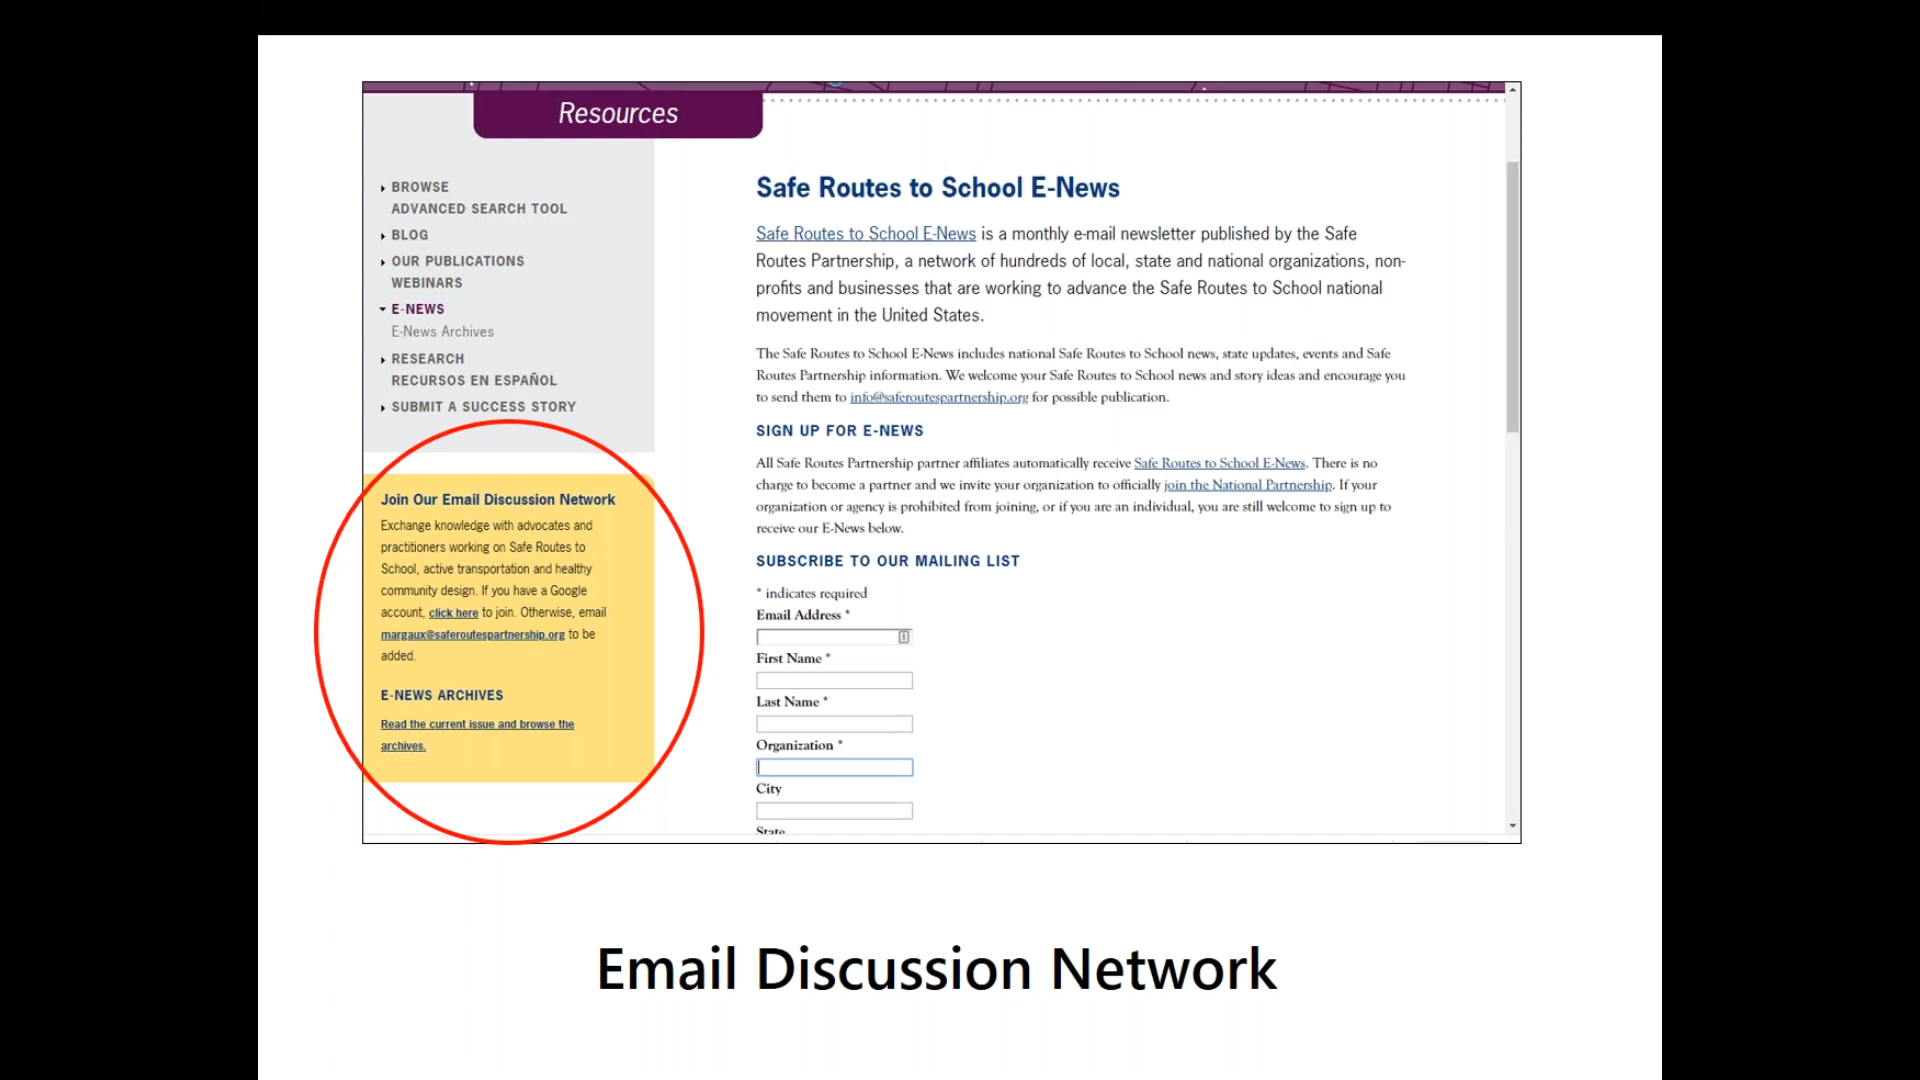 Resources
BROWSE
ADVANCED SEARCH TOOL
BLOG
OUR PUBLICATIONS
WEBINARS
E-NEWS
E-News Archives
RESEARCH
RECURSOS EN ESPAÑOL
SUBMIT A SUCCESS STORY
Join Our Email Discussion Network
Exchange knowledge with advocates and
practitioners working on Safe Routes to
School, active transportation and healthy
community design. If you have a Google
account, click here to join. Otherwise, email
margaux@saferoutespartnership.org to be
added.
E-NEWS ARCHIVES
Read the current issue and browse the
archives.
Safe Routes to School E-News
Safe Routes to School E-News is a monthly e-mail newsletter published by the Safe
Routes Partnership, a network of hundreds of local, state and national organizations, non-
profits and businesses that are working to advance the Safe Routes to School national
movement in the United States.
The Safe Routes to School E-News includes national Safe Routes to School news, state updates, events and Safe
Routes Partnership information. We welcome your Safe Routes to School news and story ideas and encourage you
to send them to info@saferoutespartnership.org for possible publication.
SIGN UP FOR E-NEWS
All Safe Routes Partnership partner affiliates automatically receive Safe Routes to School E-News. There is no
charge to become a partner and we invite your organization to officially join the National Partnership. If your
organization or agency is prohibited from joining, or if you are an individual, you are still welcome to sign up to
receive our E-News below.
SUBSCRIBE TO OUR MAILING LIST
* indicates required
Email Address *
First Name *
Last Name *
Organization *
City
State
Email Discussion Network